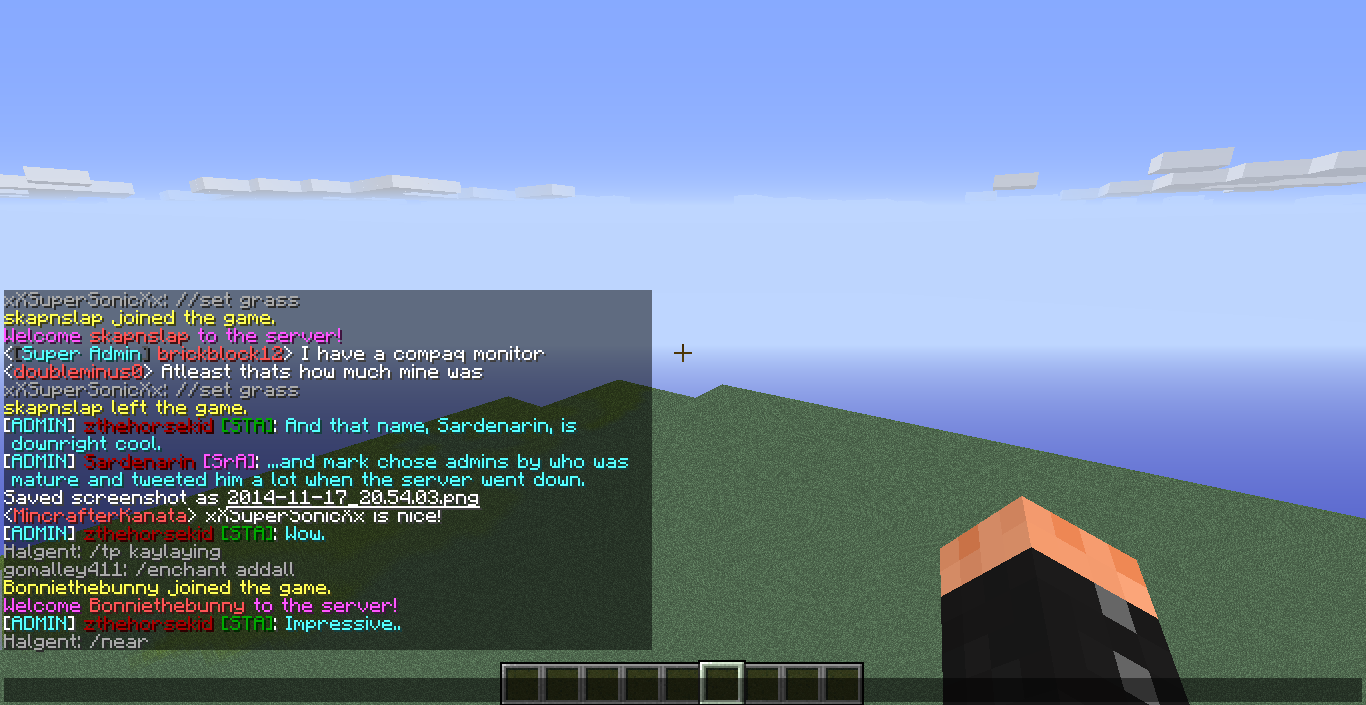 xXSuperSonicXx: //set grass
skapnslap joined the game.
Welcome skapnslap to the server!
<[Super Admin] brickblock12> I have a compaq monitor
<doubleminus0> Atleast thats how much mine was
xXSuperSonicXx: //set grass
skapnslap left the game.
[ADMIN] zthehorsekid [STA]: And that name, Sardenarin, is
downright cool.
[ADMIN] Sardenarin [SrA]: ...and mark chose admins by who was
mature and tweeted him a lot when the server went down.
Saved screenshot as 2014-11-17_20.54.03.png
<MincrafterKanata> xXSuperSonicXx is nice!
[ADMIN] zthehorsekid [STA]: Wow.
Halgent: /tp kaylaying
gomalley411: /enchant addall
Bonniethebunny joined the game.
Welcome Bonniethebunny to the server!
[ADMIN] zthehorsekid [STA]: Impressive..
Halgent: /near